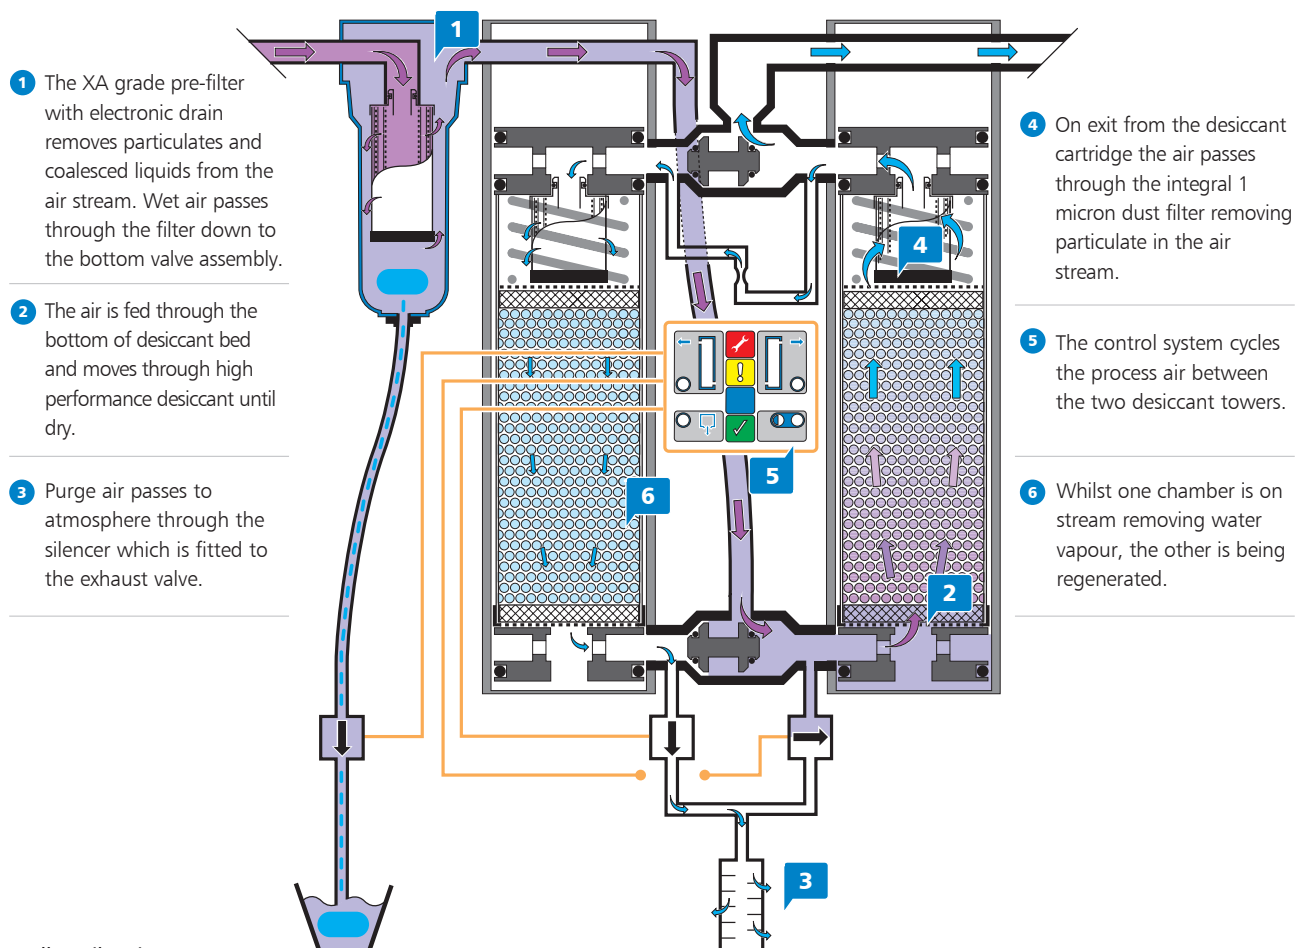 1 The XA grade pre-filter
with electronic drain
removes particulates and
coalesced liquids from the
air stream. Wet air passes
through the filter down to
the bottom valve assembly.
2 The air is fed through the
bottom of desiccant bed
and moves through high
performance desiccant until
dry.
3 Purge air passes to
atmosphere through the
silencer which is fitted to
the exhaust valve.
1
4
5
6
2
3
4 On exit from the desiccant
cartridge the air passes
through the integral 1
micron dust filter removing
particulate in the air
stream.
5 The control system cycles
the process air between
the two desiccant towers.
6 Whilst one chamber is on
stream removing water
vapour, the other is being
regenerated.